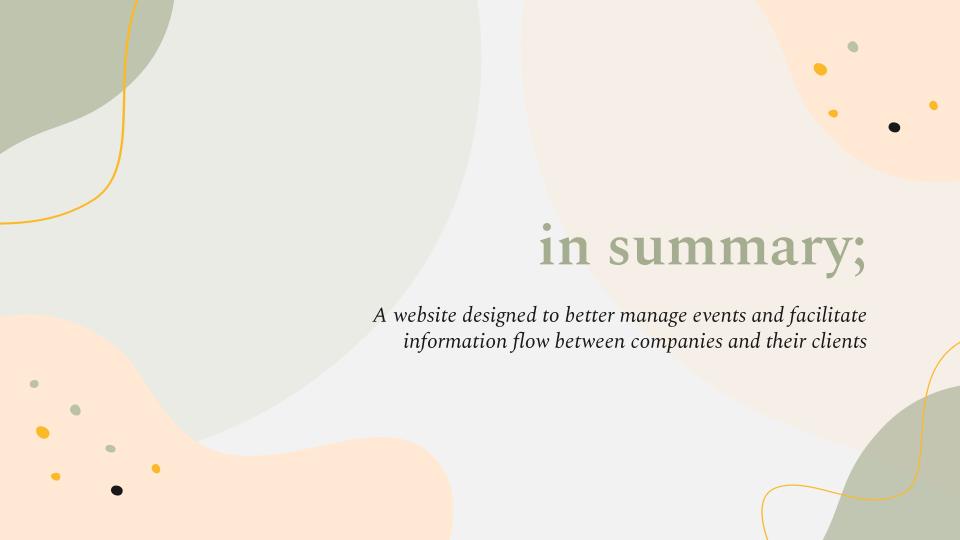 in summary;
A website designed to better manage events and facilitate
information flow between companies and their clients